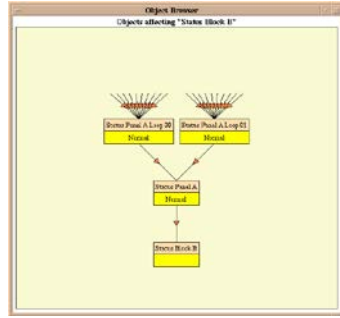 Object Browser
Objects affecting "Status Block B"
Status Panel A Loop 20
Status Panel A Loop 01
Normal
Normal
Status Panel A
Normal
Status Block B